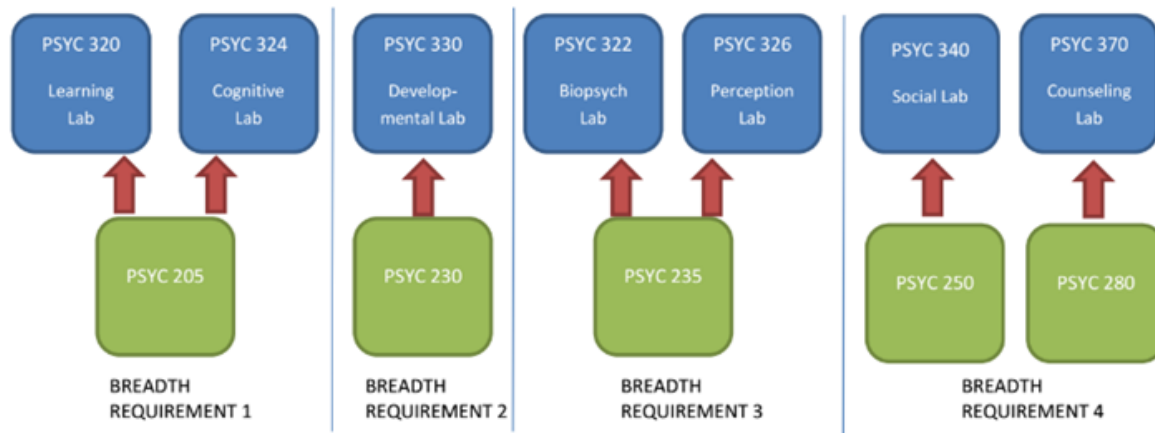 PSYC 320
Learning
Lab
PSYC 324
Cognitive
Lab
PSYC 330
Develop-
mental Lab
PSYC 322
Biopsych
Lab
PSYC 326
Perception
Lab
PSYC 340
Social Lab
PSYC 370
Counseling
Lab
PSYC 205
PSYC 230
PSYC 235
PSYC 250
PSYC 280
BREADTH
REQUIREMENT 1
BREADTH
REQUIREMENT 2
BREADTH
REQUIREMENT 3
BREADTH
REQUIREMENT 4